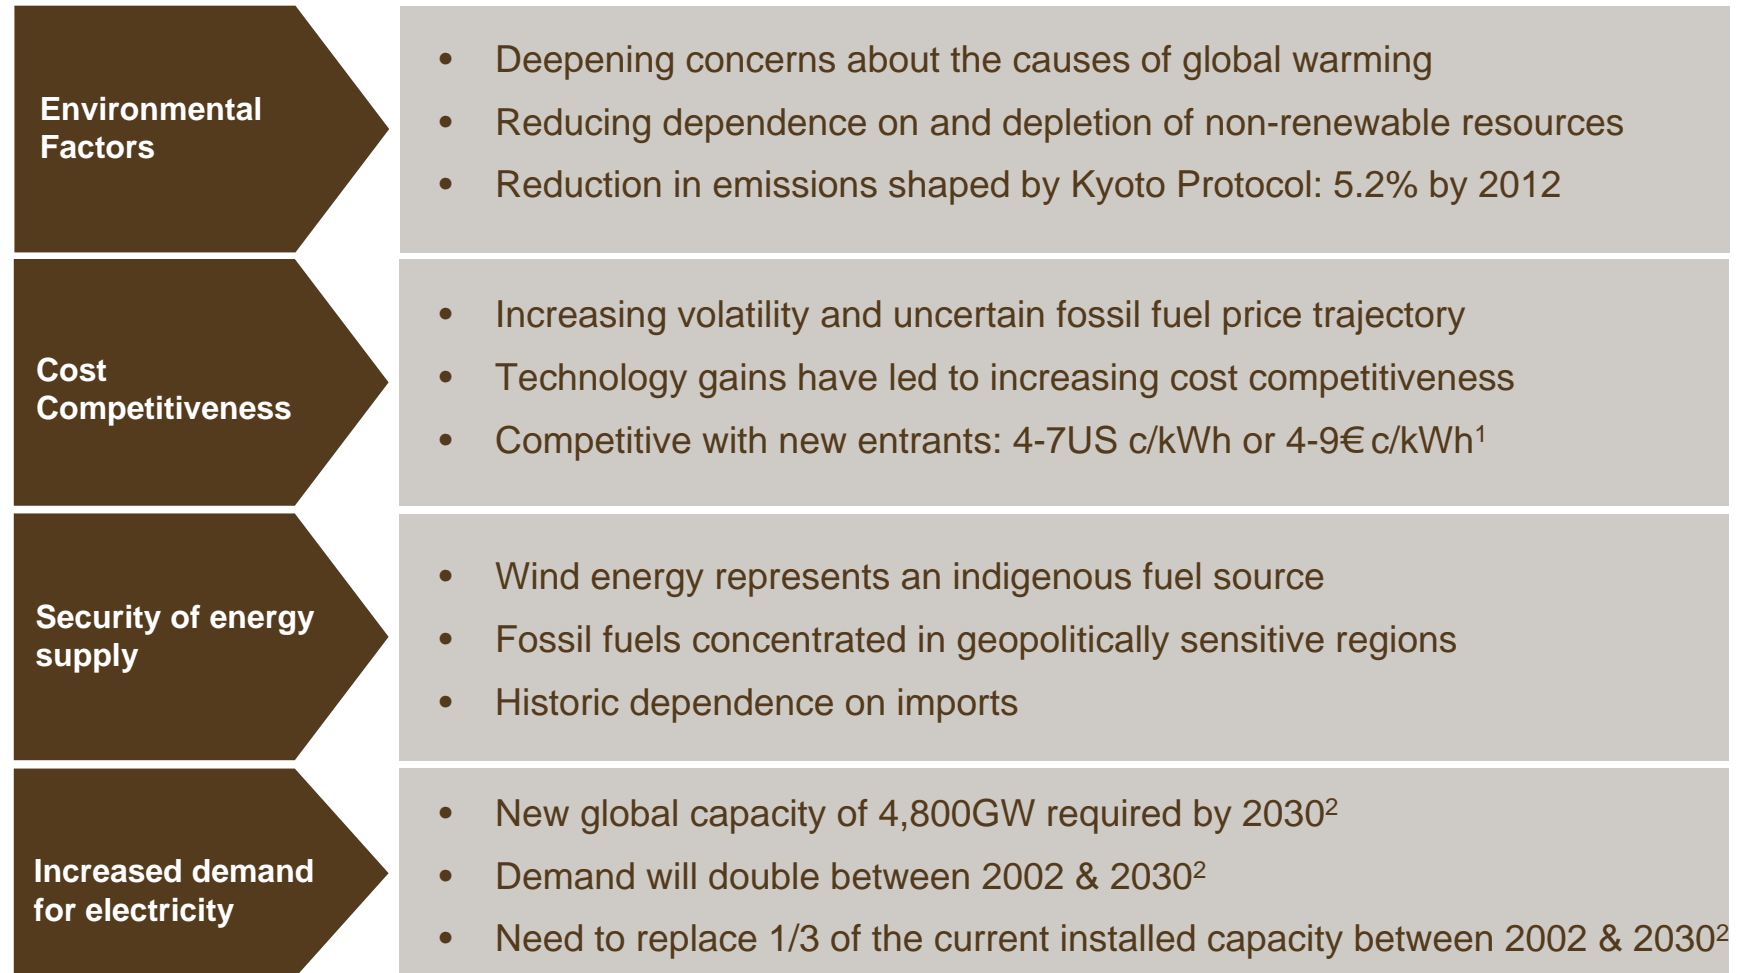 Environmental
Factors
• Deepening concerns about the causes of global warming
• Reducing dependence on and depletion of non-renewable resources
• Reduction in emissions shaped by Kyoto Protocol: 5.2% by 2012
Cost
Competitiveness
• Increasing volatility and uncertain fossil fuel price trajectory
• Technology gains have led to increasing cost competitiveness
• Competitive with new entrants: 4-7US c/kWh or 4-9€ c/kWh¹
Security of energy
supply
• Wind energy represents an indigenous fuel source
• Fossil fuels concentrated in geopolitically sensitive regions
• Historic dependence on imports
Increased demand
for electricity
• New global capacity of 4,800GW required by 2030²
• Demand will double between 2002 & 2030²
• Need to replace 1/3 of the current installed capacity between 2002 & 2030²